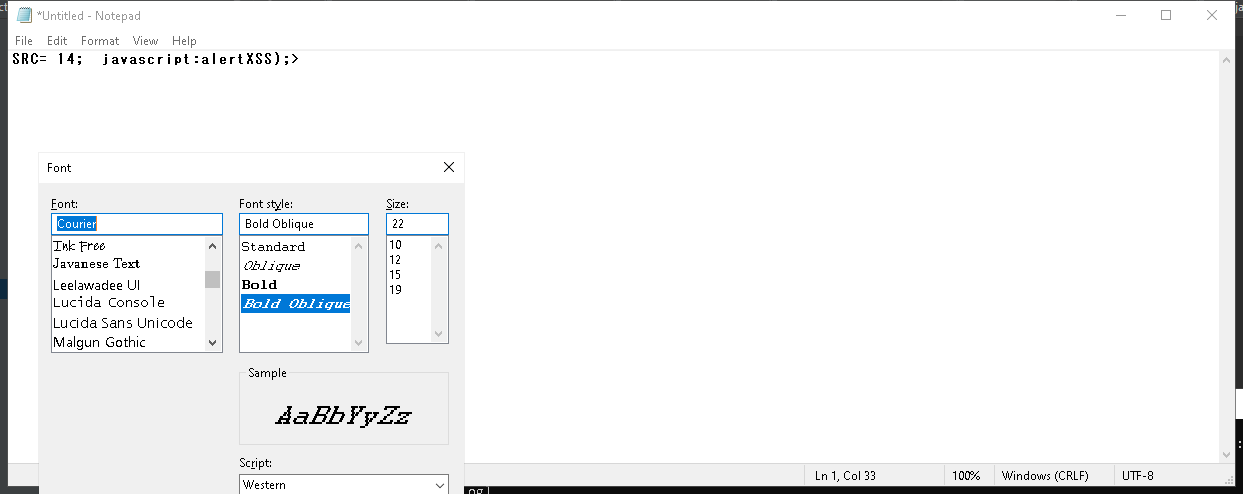 *Untitled - Notepad
File Edit Format View Help
SRC= 14;  javascript:alertXSS);>
Font
Font: Font style: Size:
Courier Bold Oblique 22
Ink Free Standard 10
Javanese Text Oblique 12
Leelawadee UI Bold 15
Lucida Console Bold Oblique 19
Lucida Sans Unicode
Malgun Gothic
Sample
AaBbYyZz
Script:
Western
Ln 1, Col 33 100% Windows (CRLF) UTF-8